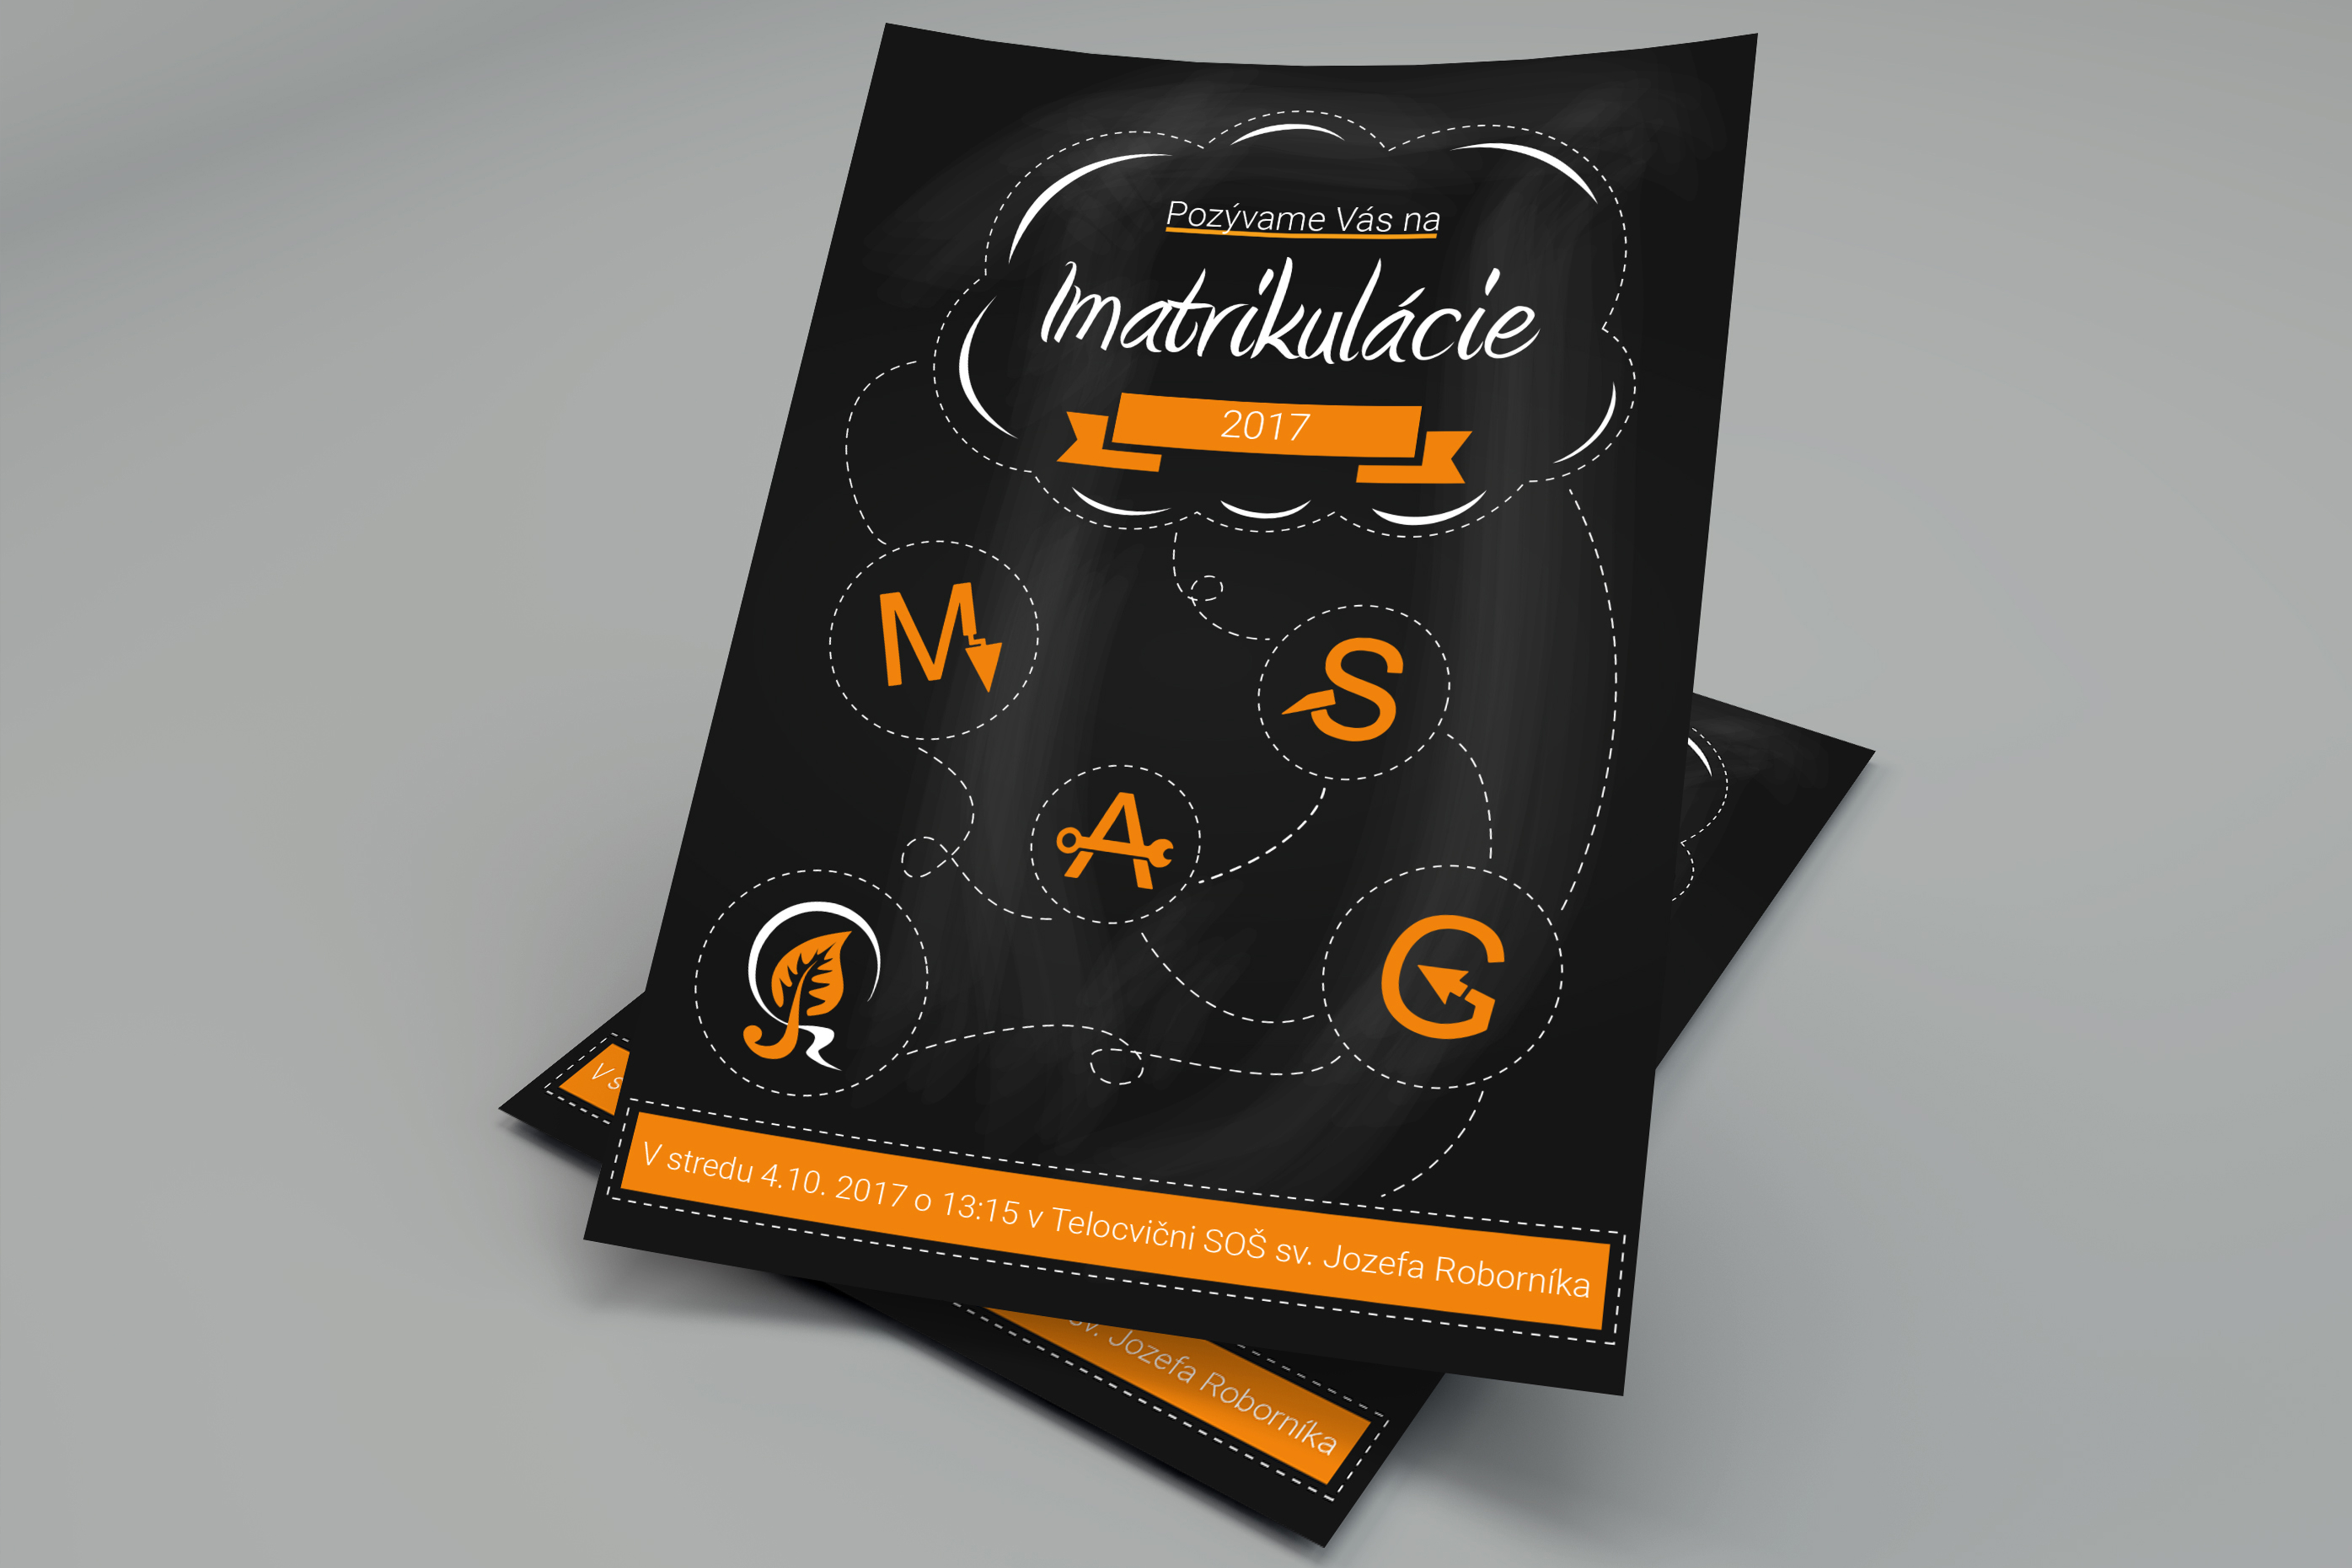 Pozývame Vás na
Imatrikulácie
2017
M
S
A
G
V stredu 4.10. 2017 o 13:15 v Telocvični SOŠ sv. Jozefa Roborníka
V s
sv. Jozefa Roborníka